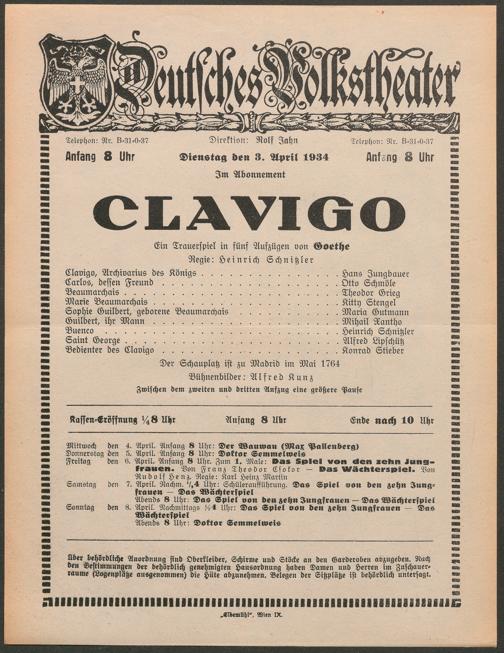 Deutsches Volkstheater
Telephon: Nr. B-31-0-37 Direktion: Rolf Jahn Telephon: Nr. B-31-0-37
Anfang 8 Uhr Dienstag den 3. April 1934 Anfang 8 Uhr
Im Abonnement
CLAVIGO
Ein Trauerspiel in fünf Aufzügen von Goethe
Regie: Heinrich Schnitzler
Clavigo, Archivarius des Königs . . . Hans Jungbauer
Carlos, dessen Freund . . . Otto Schmöle
Beaumarchais . . . Theodor Grieg
Marie Beaumarchais . . . Kitty Stengel
Sophie Guilbert, geborene Beaumarchais . . . Maria Gutmann
Guilbert, ihr Mann . . . Mihail Xantho
Buenco . . . Heinrich Schnitzler
Saint George . . . Alfred Lipschütz
Bedienter des Clavigo . . . Konrad Stieber
Der Schauplatz ist zu Madrid im Mai 1764
Bühnenbilder: Alfred Kunz
Zwischen dem zweiten und dritten Aufzug eine größere Pause
Kassen-Eröffnung ¼8 Uhr Anfang 8 Uhr Ende nach 10 Uhr
Mittwoch den 4. April. Anfang 8 Uhr: Der Wauwau (Max Pallenberg)
Donnerstag den 5. April. Anfang 8 Uhr: Doktor Semmelweis
Freitag den 6. April. Anfang 8 Uhr. Zum 1. Male: Das Spiel von den zehn Jung-
frauen. Von Franz Theodor Csokor — Das Wächterspiel. Von
Rudolf Henz. Regie: Karl Heinz Martin
Samstag den 7. April. Nachm. ¼4 Uhr: Schüleraufführung. Das Spiel von den zehn Jung-
frauen — Das Wächterspiel
Abends 8 Uhr: Das Spiel von den zehn Jungfrauen — Das Wächterspiel
Sonntag den 8. April. Nachmittags Uhr: Das Spiel von den zehn Jungfrauen — Das
Wächterspiel
Abends 8 Uhr: Doktor Semmelweis
Über behördliche Anordnung sind Oberkleider, Schirme und Stöcke an den Garderoben abzugeben. Nach
den Bestimmungen der behördlich genehmigten Hausordnung haben Damen und Herren im Zuschauer-
raume (Logenplätze ausgenommen) die Hüte abzunehmen. Belegen der Sitzplätze ist behördlich untersagt.
„Elbemühl“, Wien IX.